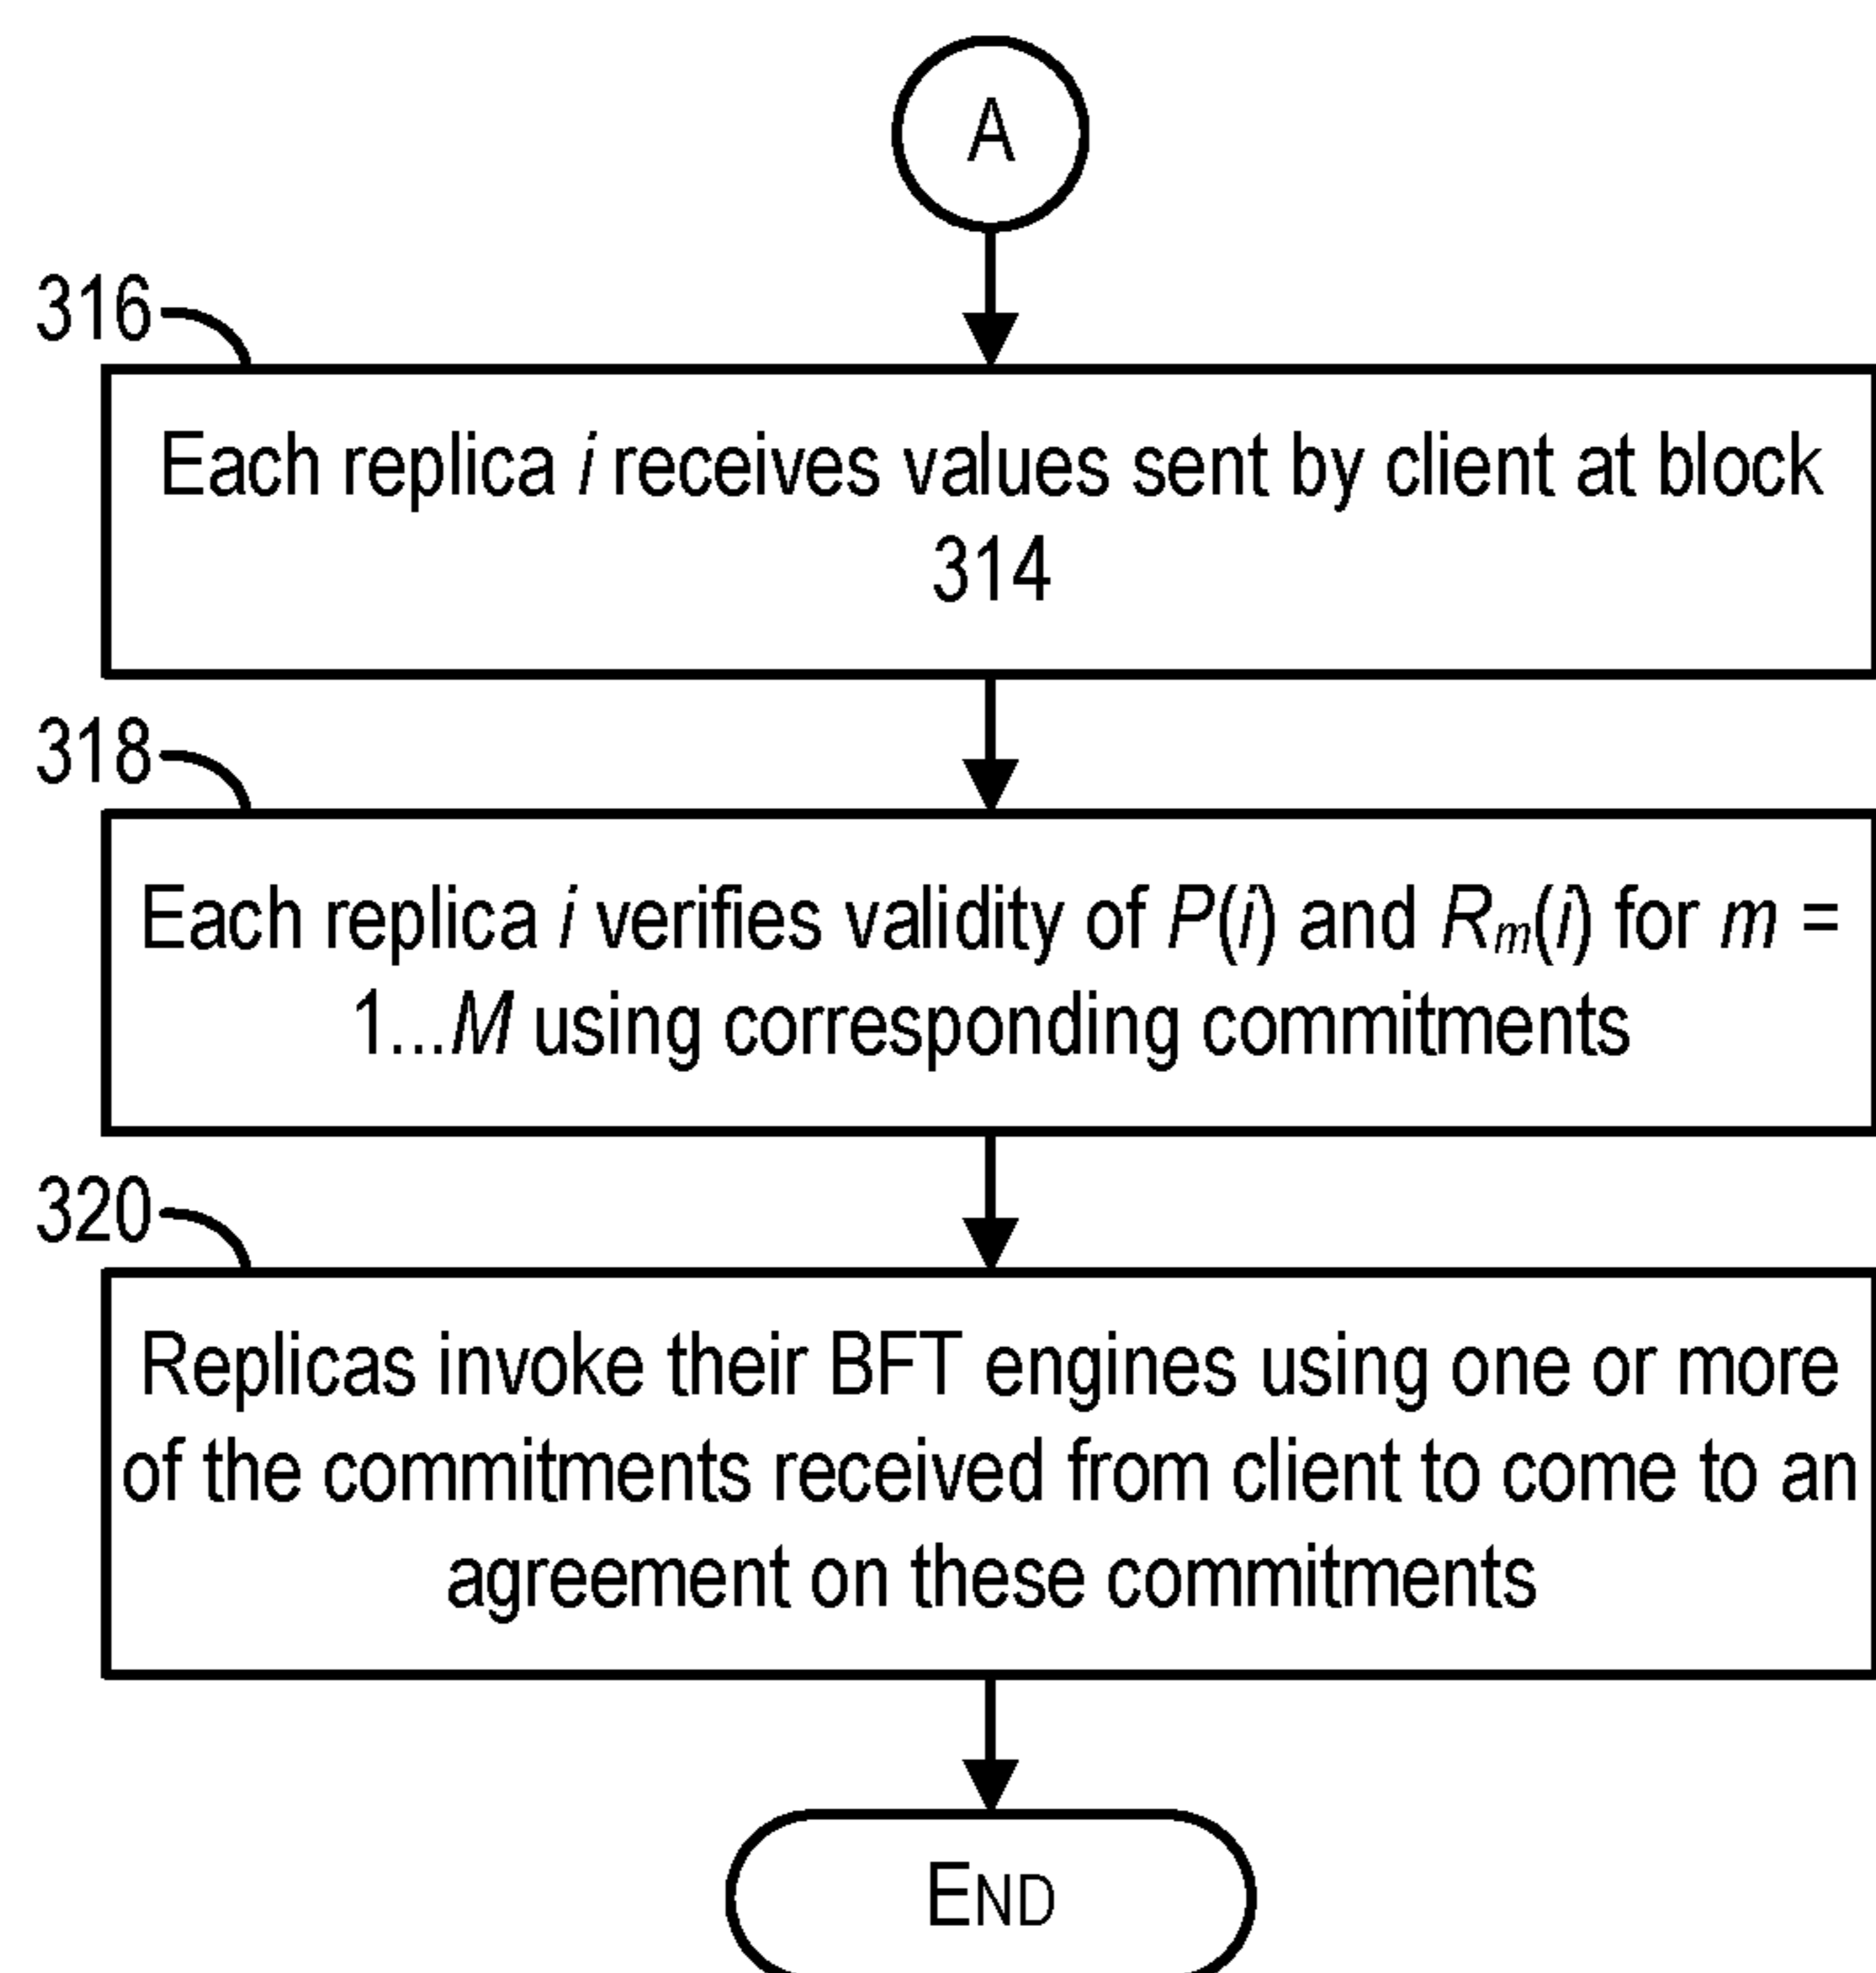 A
316
Each replica i receives values sent by client at block
314
318
Each replica i verifies validity of P(i) and Rm(i) for m =
1...M using corresponding commitments
320
Replicas invoke their BFT engines using one or more
of the commitments received from client to come to an
agreement on these commitments
END